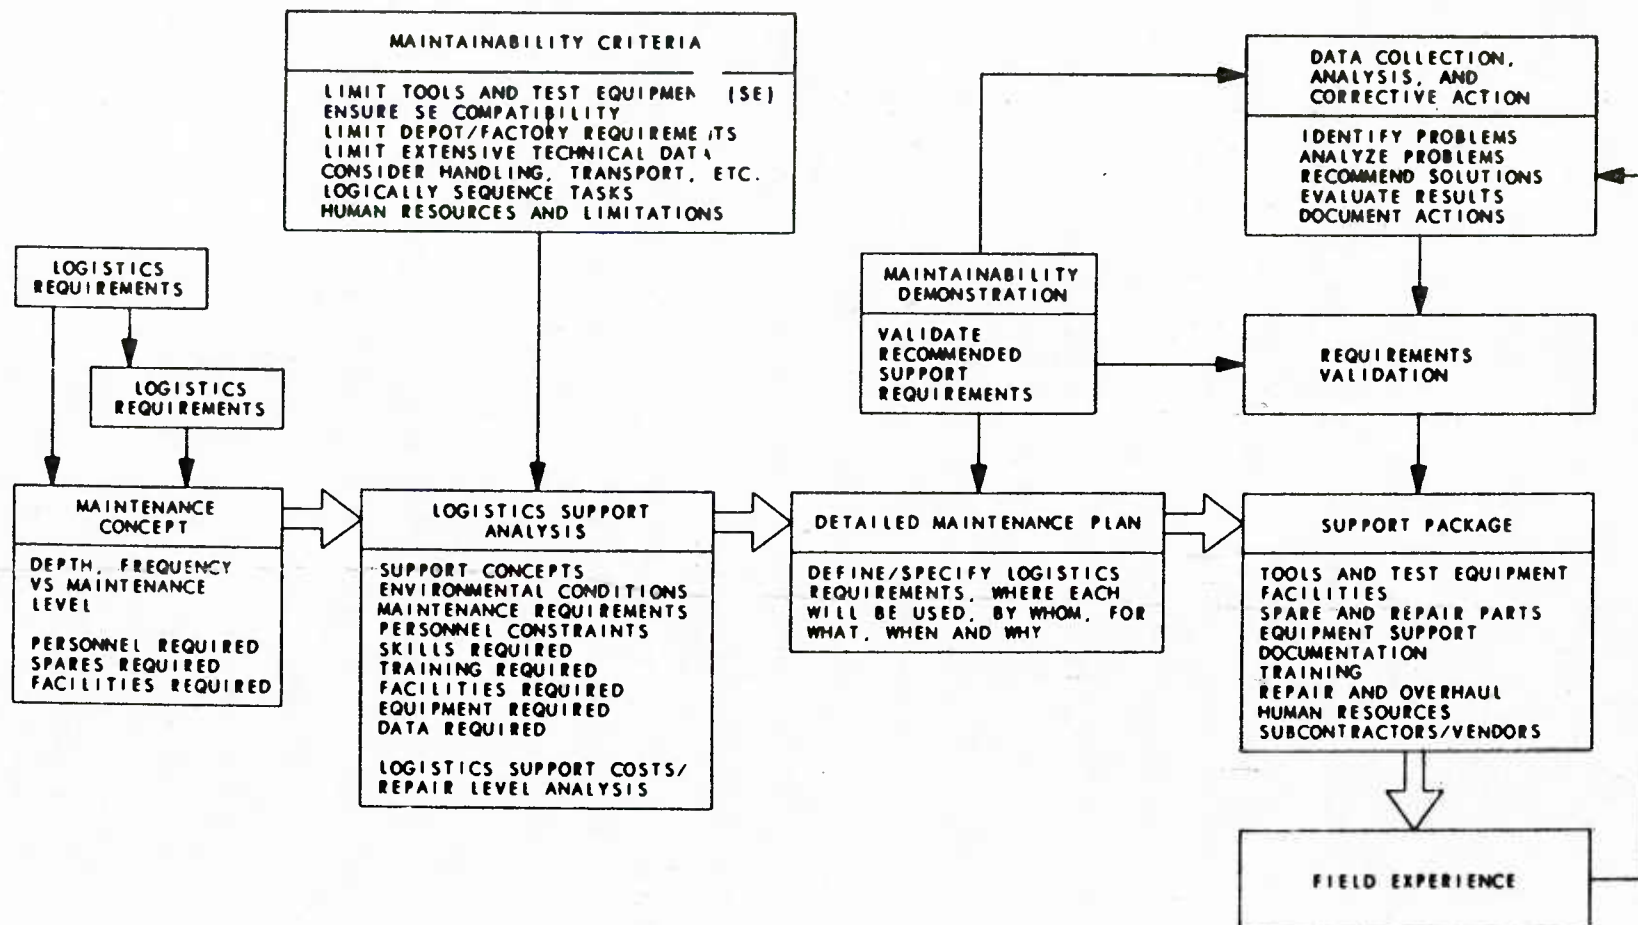 MAINTAINABILITY CRITERIA
LIMIT TOOLS AND TEST EQUIPMEN (SE)
ENSURE SE COMPATIBILITY
LIMIT DEPOT/FACTORY REQUIREME TS
LIMIT EXTENSIVE TECHNICAL DATA
CONSIDER HANDLING, TRANSPORT, ETC.
LOGICALLY SEQUENCE TASKS
HUMAN RESOURCES AND LIMITATIONS
DATA COLLECTION,
ANALYSIS, AND
CORRECTIVE ACTION
IDENTIFY PROBLEMS
ANALYZE PROBLEMS
RECOMMEND SOLUTIONS
EVALUATE RESULTS
DOCUMENT ACTIONS
LOGISTICS
REQUIREMENTS
LOGISTICS
REQUIREMENTS
MAINTAINABILITY
DEMONSTRATION
VALIDATE
RECOMMENDED
SUPPORT
REQUIREMENTS
REQUIREMENTS
VALIDATION
MAINTENANCE
CONCEPT
DEPTH, FREQUENCY
VS MAINTENANCE
LEVEL
PERSONNEL REQUIRED
SPARES REQUIRED
FACILITIES REQUIRED
LOGISTICS SUPPORT
ANALYSIS
SUPPORT CONCEPTS
ENVIRONMENTAL CONDITIONS
MAINTENANCE REQUIREMENTS
PERSONNEL CONSTRAINTS
SKILLS REQUIRED
TRAINING REQUIRED
FACILITIES REQUIRED
EQUIPMENT REQUIRED
DATA REQUIRED
LOGISTICS SUPPORT COSTS/
REPAIR LEVEL ANALYSIS
DETAILED MAINTENANCE PLAN
DEFINE/SPECIFY LOGISTICS
REQUIREMENTS, WHERE EACH
WILL BE USED, BY WHOM, FOR
WHAT, WHEN AND WHY
SUPPORT PACKAGE
TOOLS AND TEST EQUIPMENT
FACILITIES
SPARE AND REPAIR PARTS
EQUIPMENT SUPPORT
DOCUMENTATION
TRAINING
REPAIR AND OVERHAUL
HUMAN RESOURCES
SUBCONTRACTORS/VENDORS
FIELD EXPERIENCE